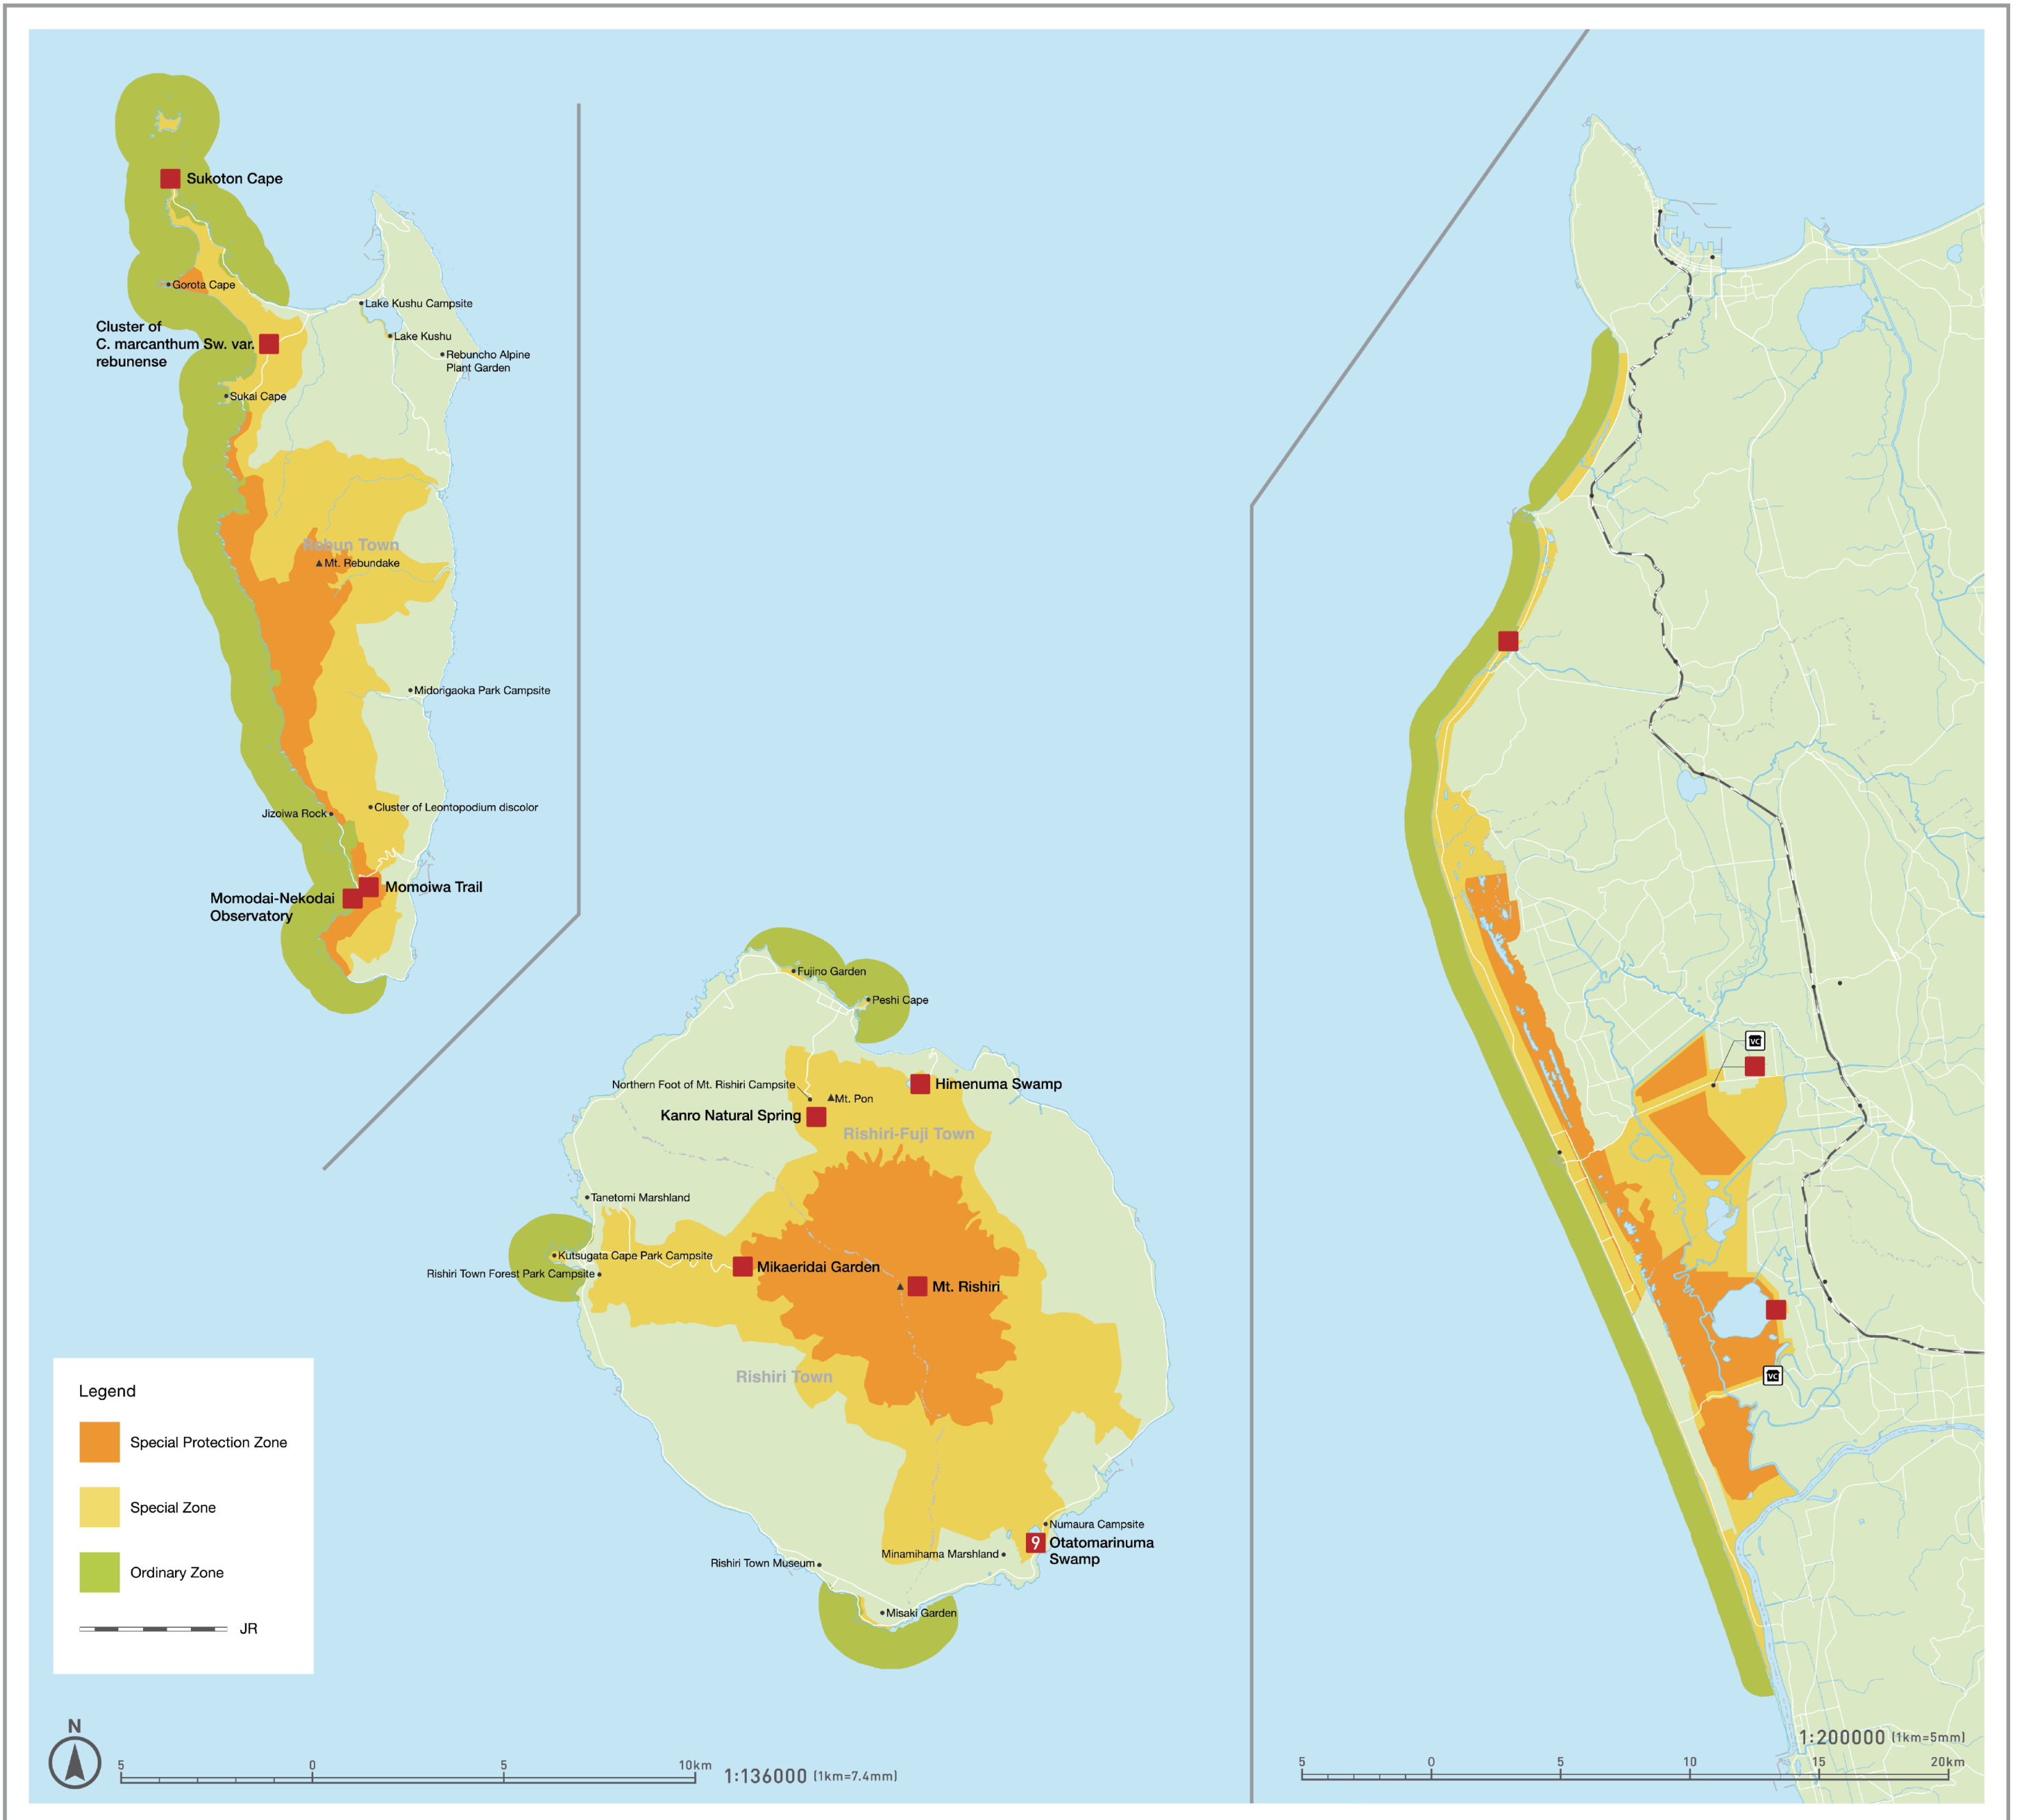 Sukoton Cape
Gorota Cape
Cluster of
C. marcanthum Sw. var.
rebunense
Sukai Cape
Lake Kushu Campsite
Lake Kushu
Rebuncho Alpine
Plant Garden
Rebun Town
Mt. Rebundake
Midorigaoka Park Campsite
Cluster of Leontopodium discolor
Jizoiwa Rock
Momoiwa Trail
Momodai-Nekodai
Observatory
Fujino Garden
Peshi Cape
Northern Foot of Mt. Rishiri Campsite
Mt. Pon
Himenuma Swamp
Kanro Natural Spring
Rishiri-Fuji Town
Tanetomi Marshland
Kutsugata Cape Park Campsite
Rishiri Town Forest Park Campsite
Mikaeridai Garden
Mt. Rishiri
Rishiri Town
Numaura Campsite
9
Otatomarinuma
Swamp
Minamihama Marshland
Rishiri Town Museum
Misaki Garden
VC
VC
Legend
Special Protection Zone
Special Zone
Ordinary Zone
JR
N
5 0 5 10km
1:136000 (1km=7.4mm)
1:200000 (1km=5mm)
5 0 5 10 15 20km